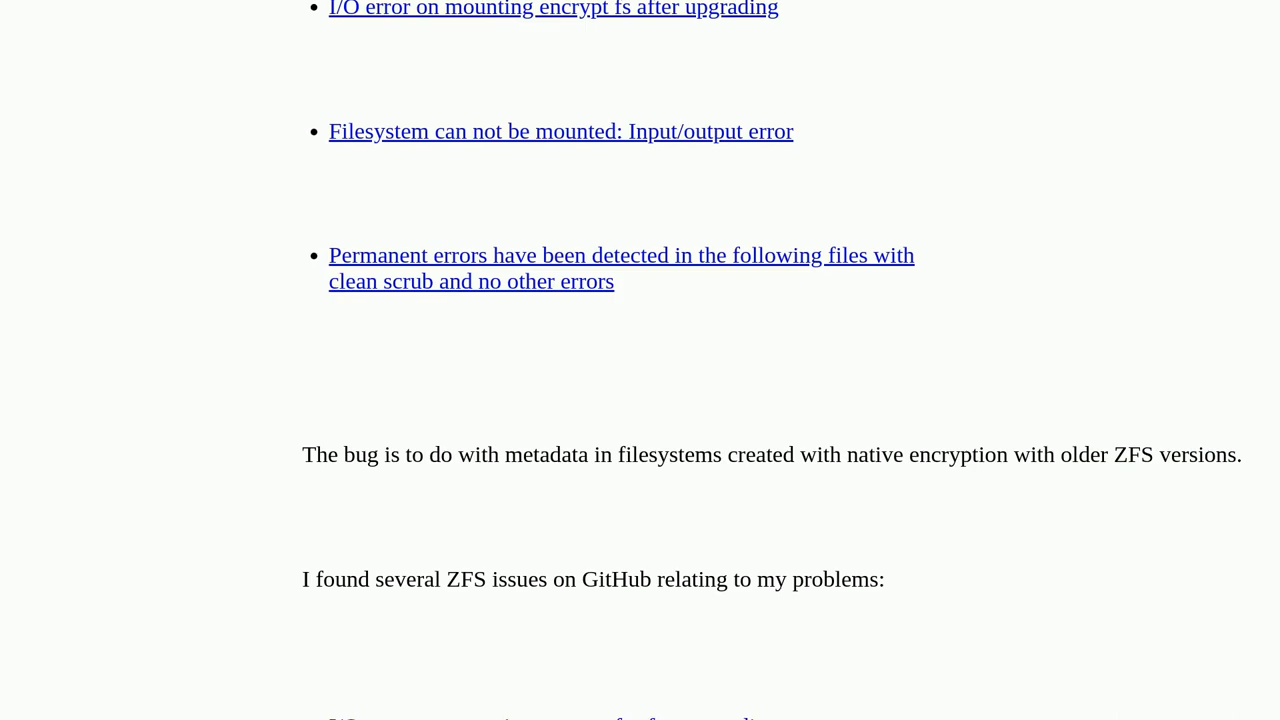 I/O error on mounting encrypt fs after upgrading
Filesystem can not be mounted: Input/output error
Permanent errors have been detected in the following files with
clean scrub and no other errors
The bug is to do with metadata in filesystems created with native encryption with older ZFS versions.
I found several ZFS issues on GitHub relating to my problems: